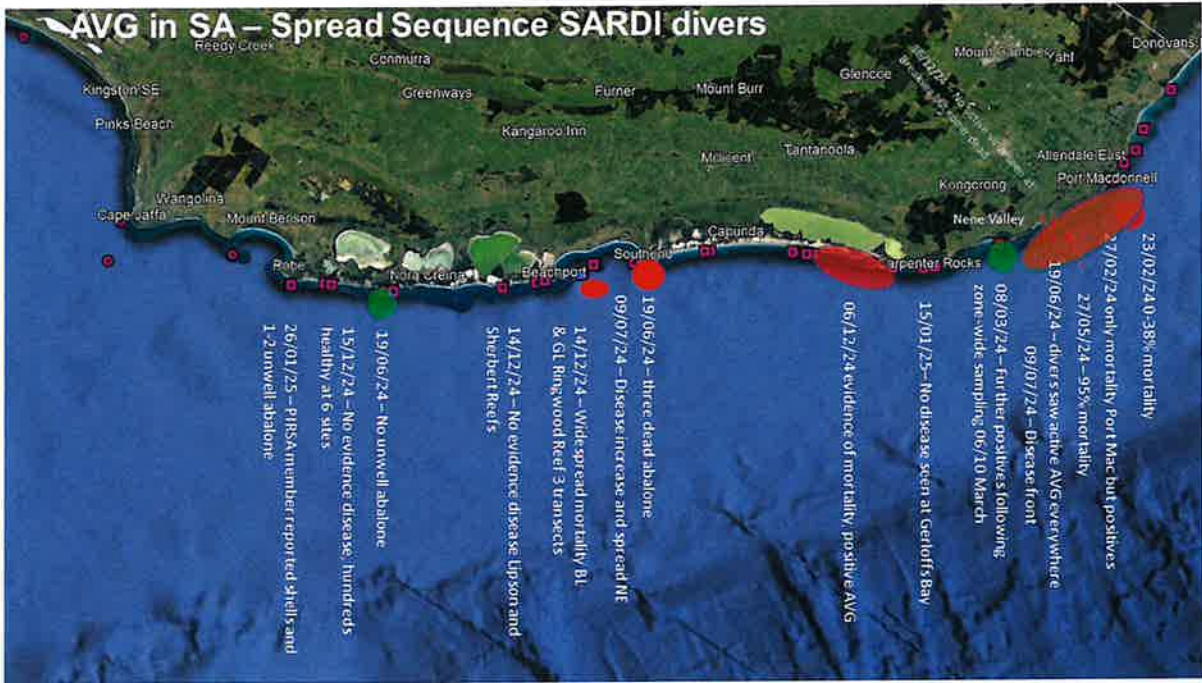 AVG in SA – Spread Sequence SARDI divers
Reedy Creek
Conmurra
Kingston SE
Greenways
Furner
Mount Burr
Glencoe
Mount Gambier
Yahl
Donovans
Pinks Beach
Kangaroo Inn
Millicent
Tantanoola
Allendale East
Port Macdonnell
Kongorong
Wangolina
Cape Jaffa
Mount Benson
Nene Valley
Robe
Nora Creina
Beachport
Southend
Canunda
Carpenter Rocks
23/02/24 0-38% mortality
27/02/24 only mortality Port Mac but positives
27/05/24 – 95% mortality
19/06/24 – divers saw active AVG everywhere
09/07/24 – Disease front
08/03/24 – Further positives following
zone-wide sampling 06/10 March
15/01/25 – No disease seen at Gerloffs Bay
06/12/24 evidence of mortality, positive AVG
19/06/24 – three dead abalone
09/07/24 – Disease increase and spread NE
14/12/24 – Widespread mortality BL
& GL Ringwood Reef 3 transects
14/12/24 – No evidence disease Lipson and
Sherbert Reefs
19/06/24 – No unwell abalone
15/12/24 – No evidence disease; hundreds
healthy at 6 sites
26/01/25 – PIRSA member reported shells and
1-2 unwell abalone